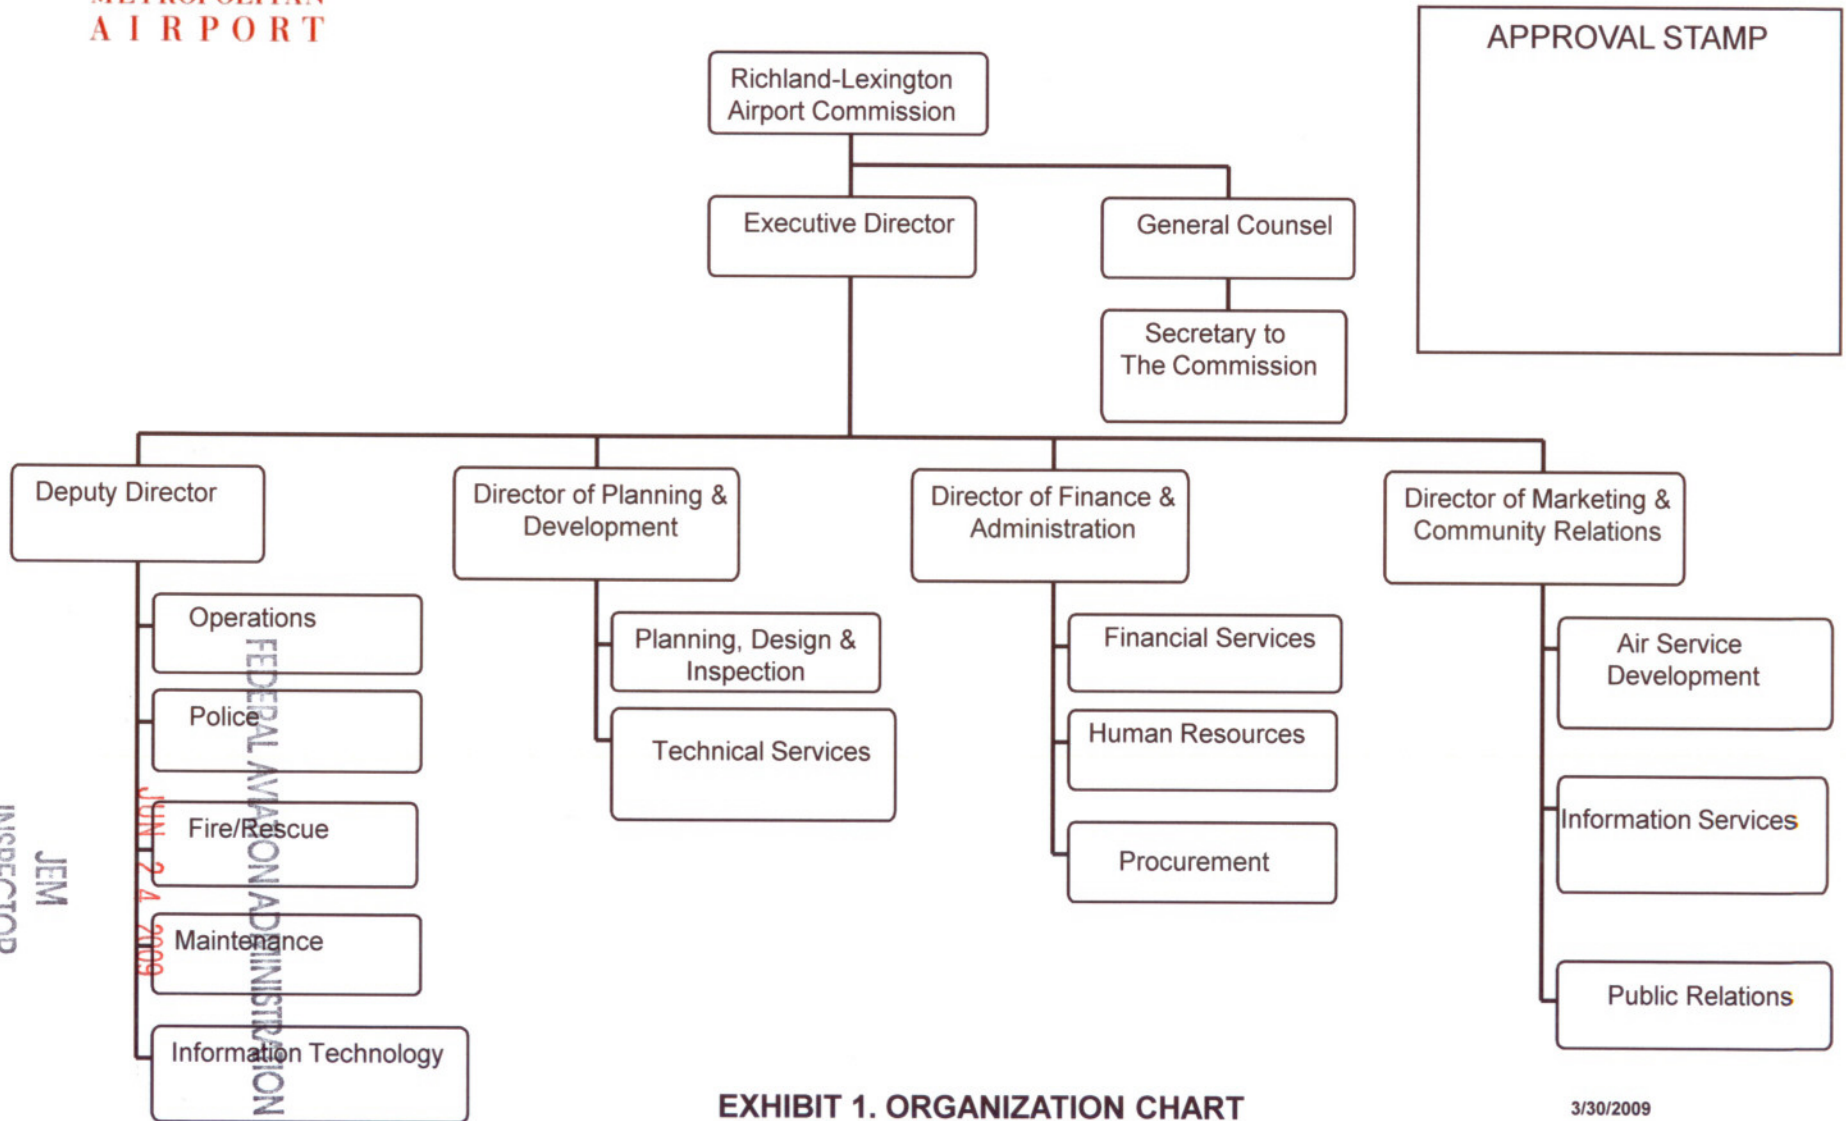 METROPOLITAN
AIRPORT
APPROVAL STAMP
Richland-Lexington
Airport Commission
Executive Director
General Counsel
Secretary to
The Commission
Deputy Director
Director of Planning &
Development
Director of Finance &
Administration
Director of Marketing &
Community Relations
Operations
Police
Fire/Rescue
Maintenance
Information Technology
Planning, Design &
Inspection
Technical Services
Financial Services
Human Resources
Procurement
Air Service
Development
Information Services
Public Relations
FEDERAL AVIATION ADMINISTRATION
JUN 24 2009
JEM
INSPECTOR
EXHIBIT 1. ORGANIZATION CHART
3/30/2009